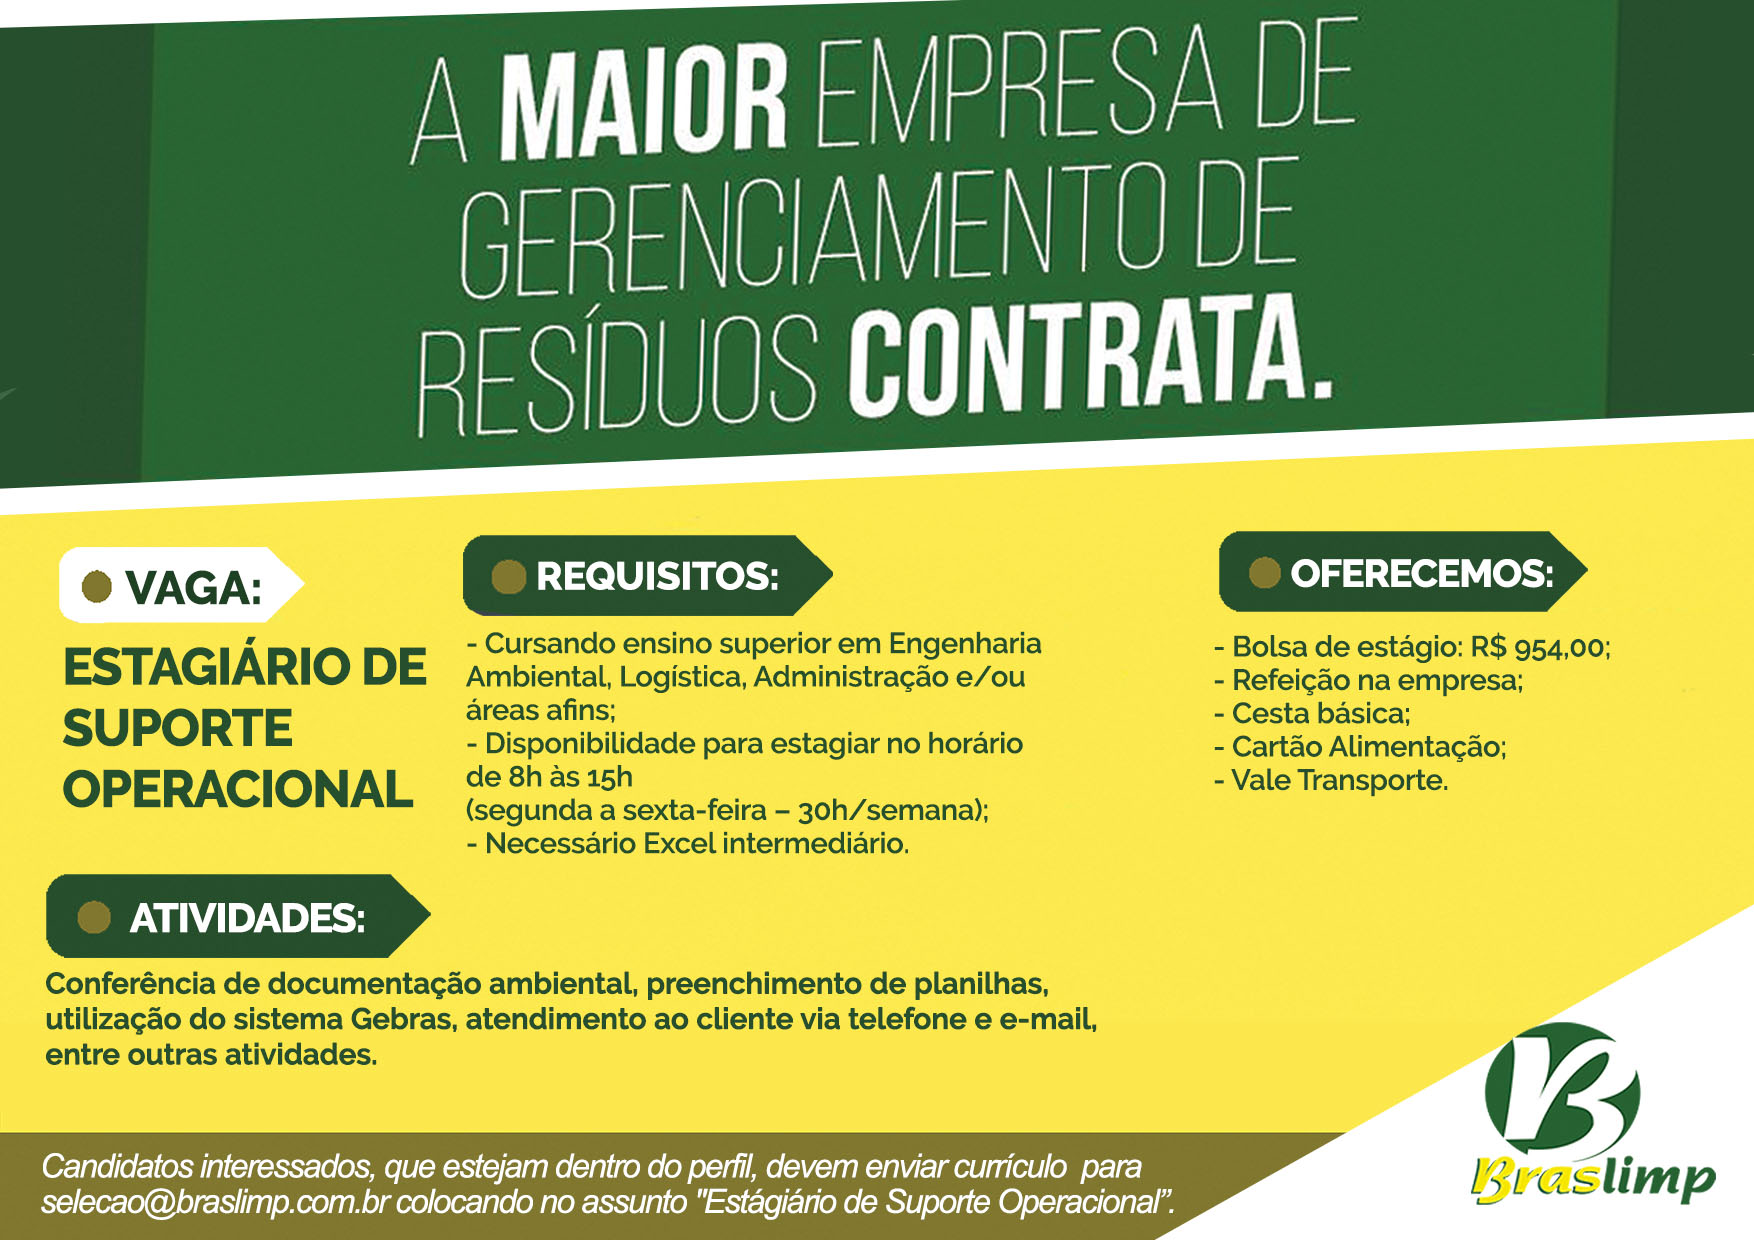 A MAIOR EMPRESA DE
GERENCIAMENTO DE
RESÍDUOS CONTRATA.
VAGA:
ESTAGIÁRIO DE
SUPORTE
OPERACIONAL
REQUISITOS:
- Cursando ensino superior em Engenharia
Ambiental, Logística, Administração e/ou
áreas afins;
- Disponibilidade para estagiar no horário
de 8h às 15h
(segunda a sexta-feira – 30h/semana);
- Necessário Excel intermediário.
OFERECEMOS:
- Bolsa de estágio: R$ 954,00;
- Refeição na empresa;
- Cesta básica;
- Cartão Alimentação;
- Vale Transporte.
ATIVIDADES:
Conferência de documentação ambiental, preenchimento de planilhas,
utilização do sistema Gebras, atendimento ao cliente via telefone e e-mail,
entre outras atividades.
Candidatos interessados, que estejam dentro do perfil, devem enviar currículo para
selecao@braslimp.com.br colocando no assunto "Estágiário de Suporte Operacional”.
B
Braslimp